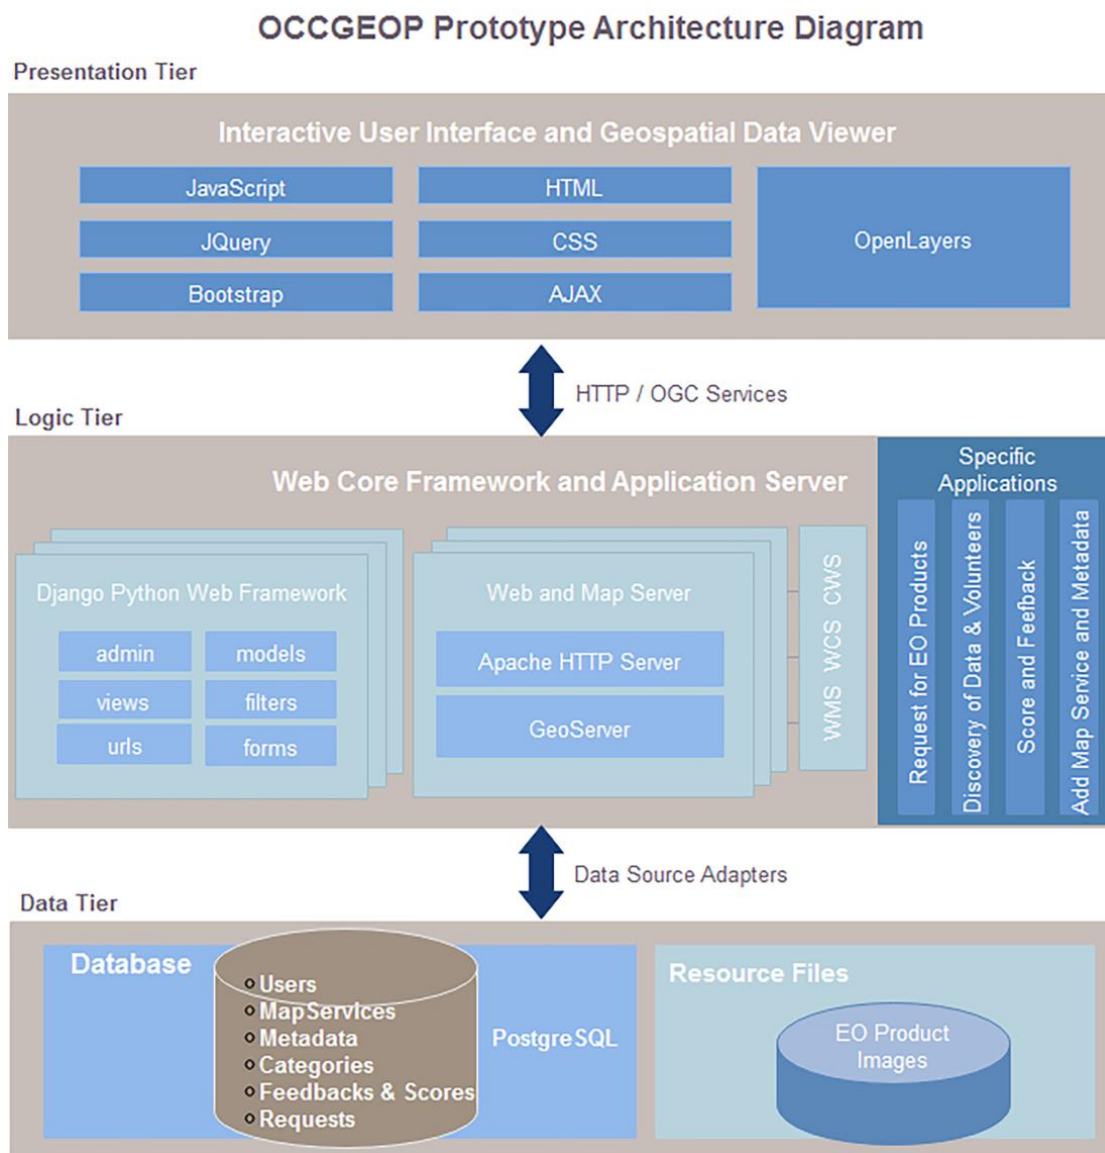 OCCGEOP Prototype Architecture Diagram
Presentation Tier
Interactive User Interface and Geospatial Data Viewer
JavaScript
HTML
JQuery
CSS
OpenLayers
Bootstrap
AJAX
HTTP / OGC Services
Logic Tier
Web Core Framework and Application Server
Specific
Applications
Django Python Web Framework
admin
models
views
filters
urls
forms
Web and Map Server
Apache HTTP Server
GeoServer
WMS WCS CWS
Request for EO Products
Discovery of Data & Volunteers
Score and Feefback
Add Map Service and Metadata
Data Source Adapters
Data Tier
Database
Users
MapServices
Metadata
Categories
Feedbacks & Scores
Requests
PostgreSQL
Resource Files
EO Product
Images